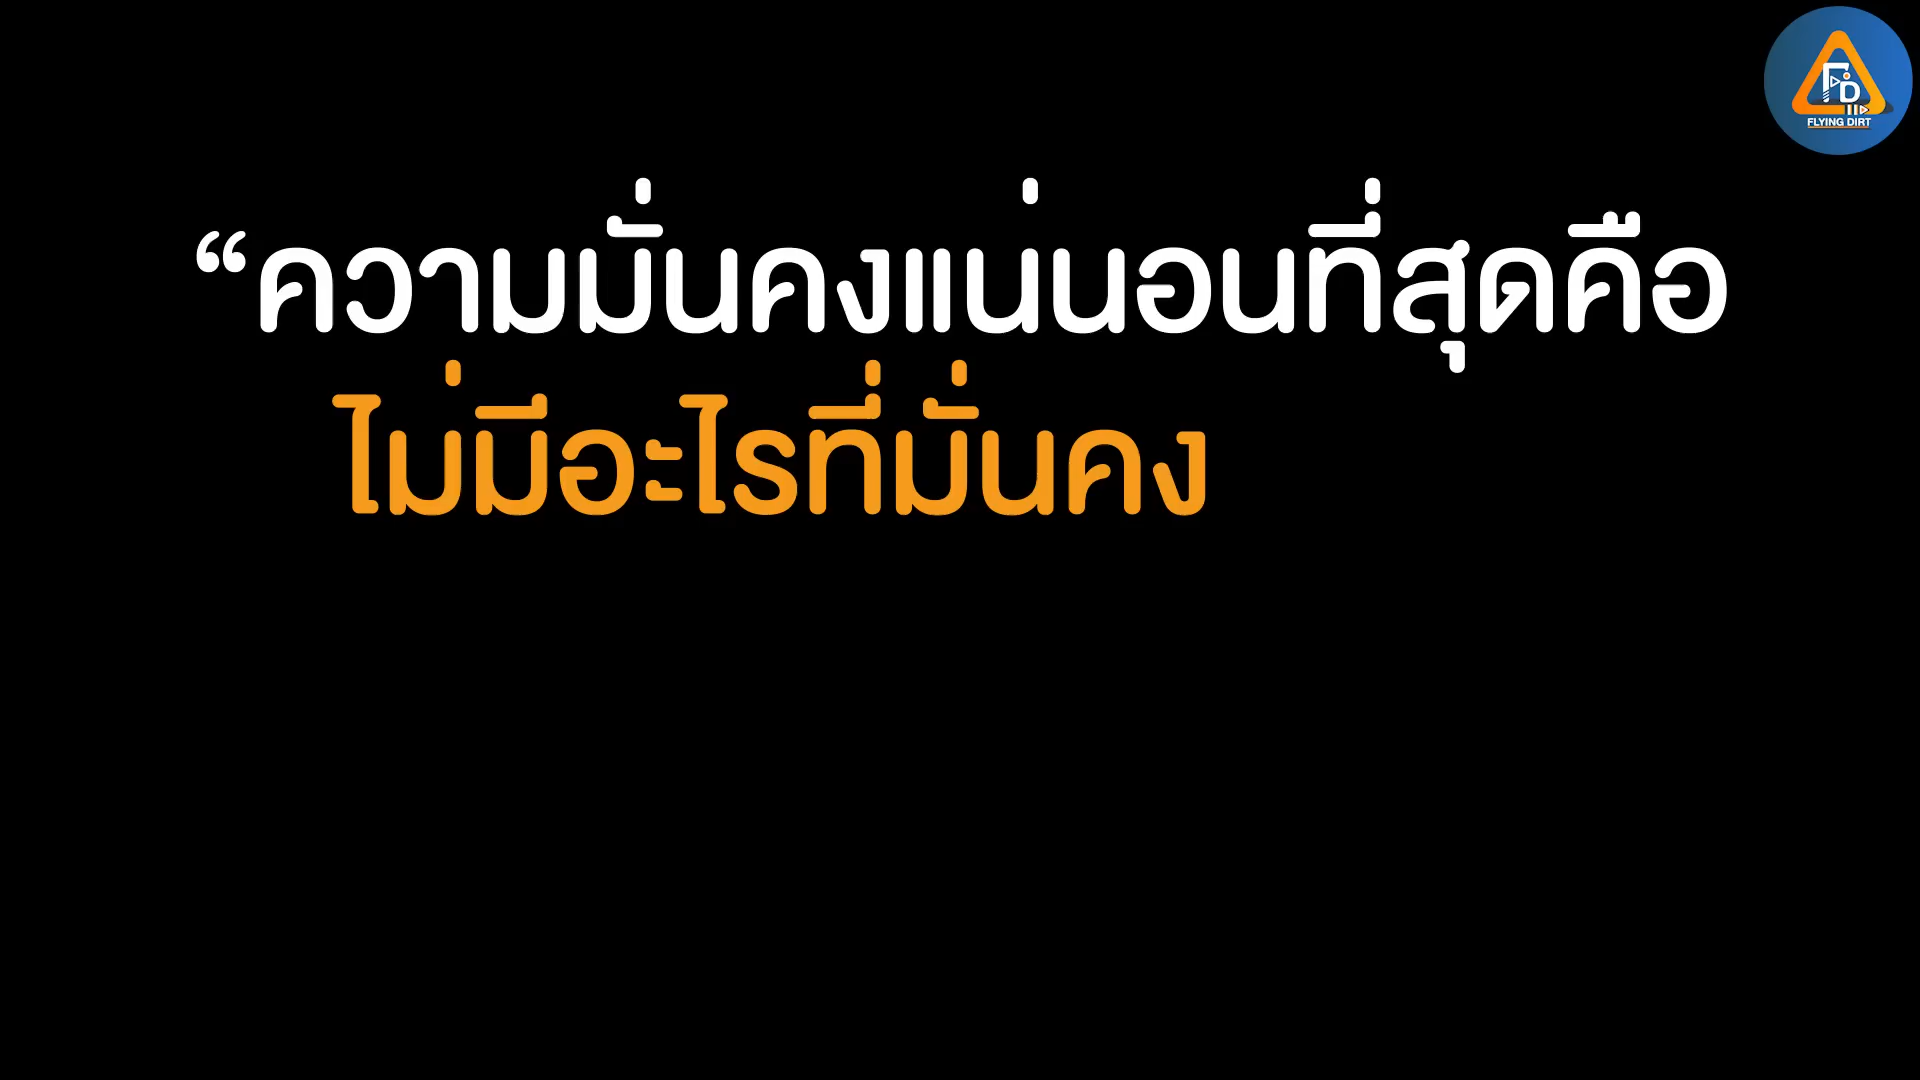 FD
FLYING DIRT
“ความมั่นคงแน่นอนที่สุดคือ
ไม่มีอะไรที่มั่นคง